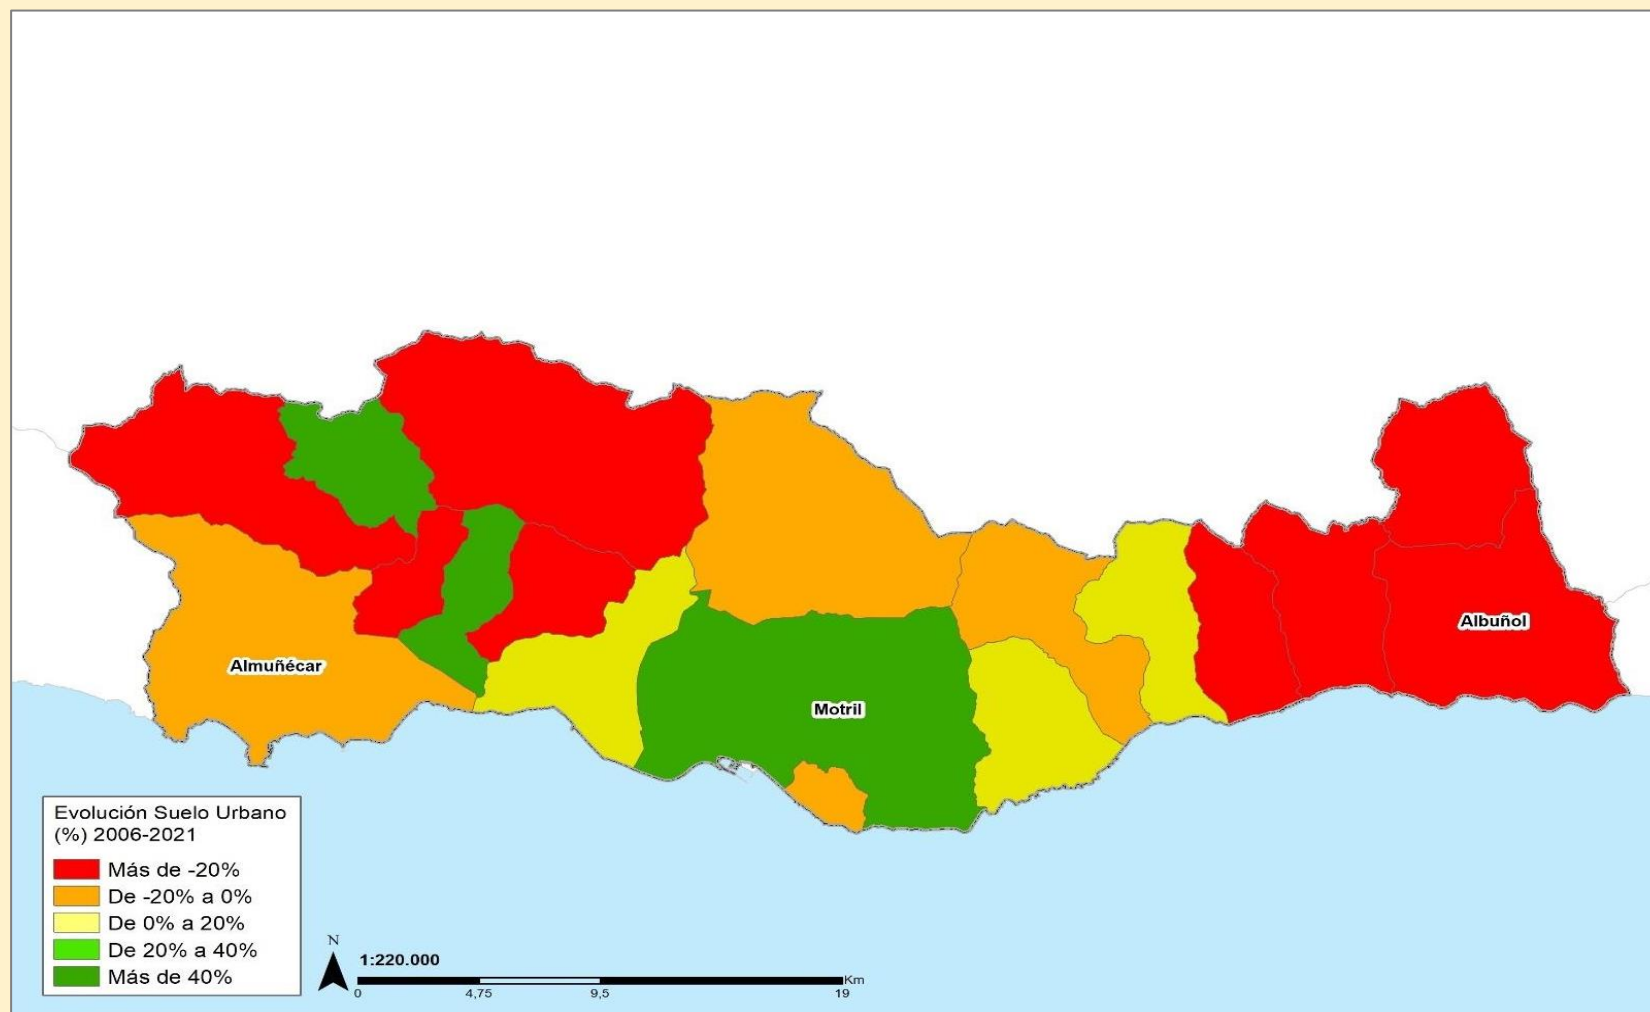 Almuñécar
Motril
Albuñol
Evolución Suelo Urbano
(%) 2006-2021
Más de -20%
De -20% a 0%
De 0% a 20%
De 20% a 40%
Más de 40%
N
1:220.000
Km
0 4,75 9,5 19